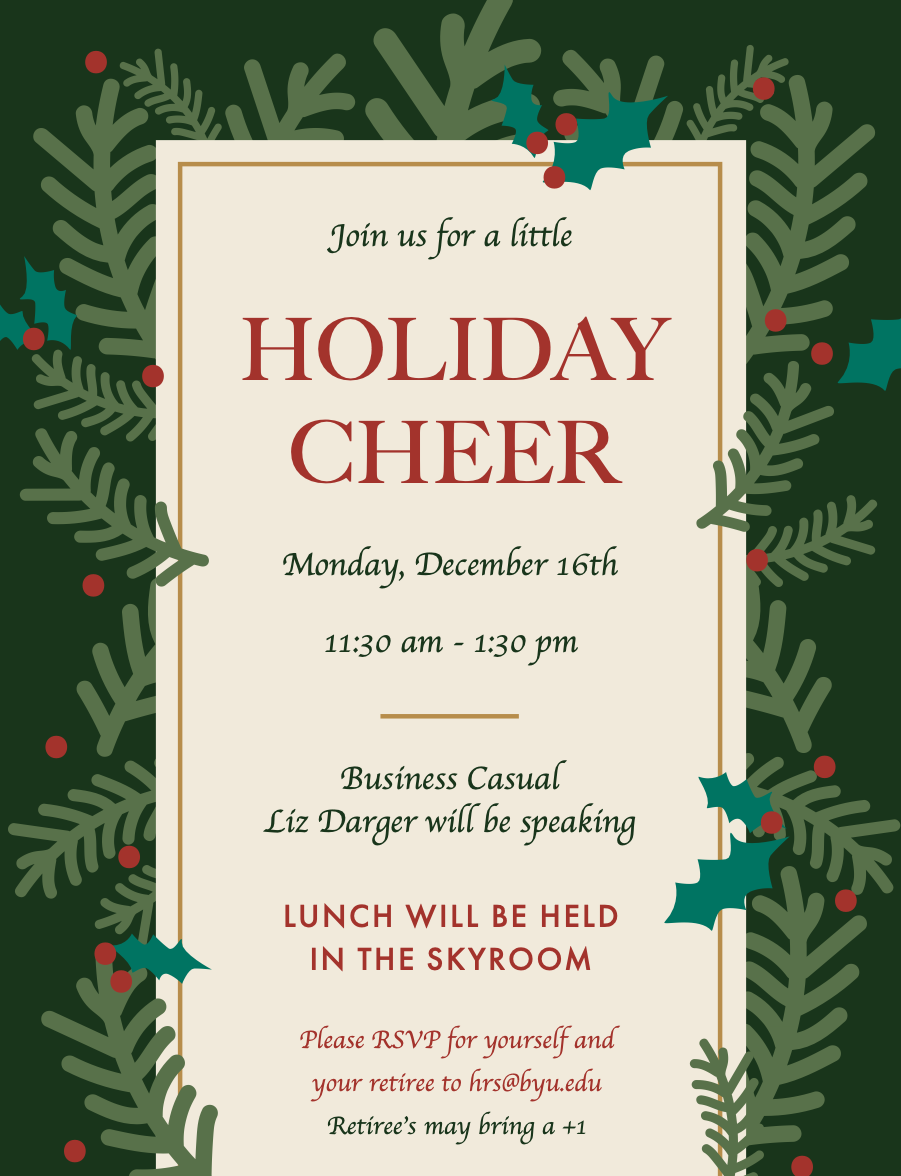 Join us for a little
HOLIDAY
CHEER
Monday, December 16th
11:30 am - 1:30 pm
Business Casual
Liz Darger will be speaking
LUNCH WILL BE HELD
IN THE SKYROOM
Please RSVP for yourself and
your retiree to hrs@byu.edu
Retiree's may bring a +1